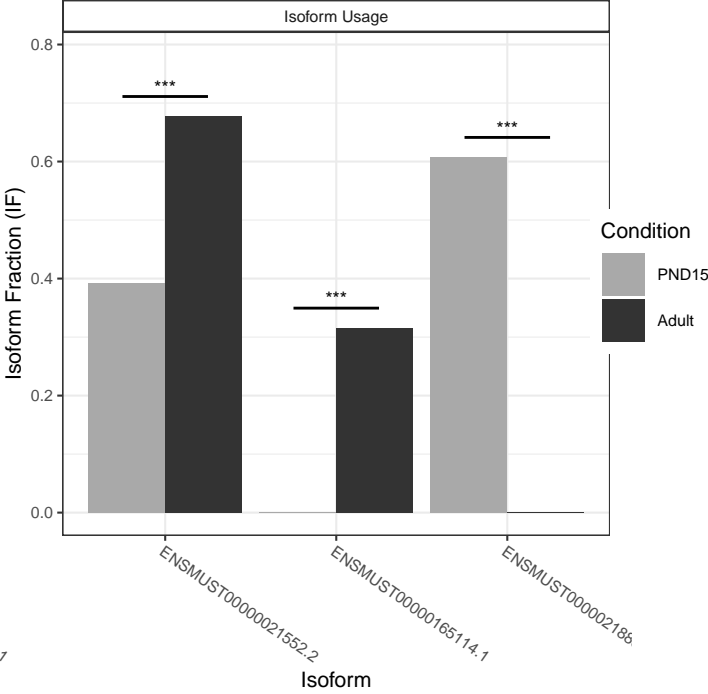 Isoform Usage
0.8
0.6
0.4
0.2
0.0
Isoform Fraction (IF)
***
***
***
Condition
PND15
Adult
ENSMUST00000021552.2
ENSMUST00000165114.1
Isoform